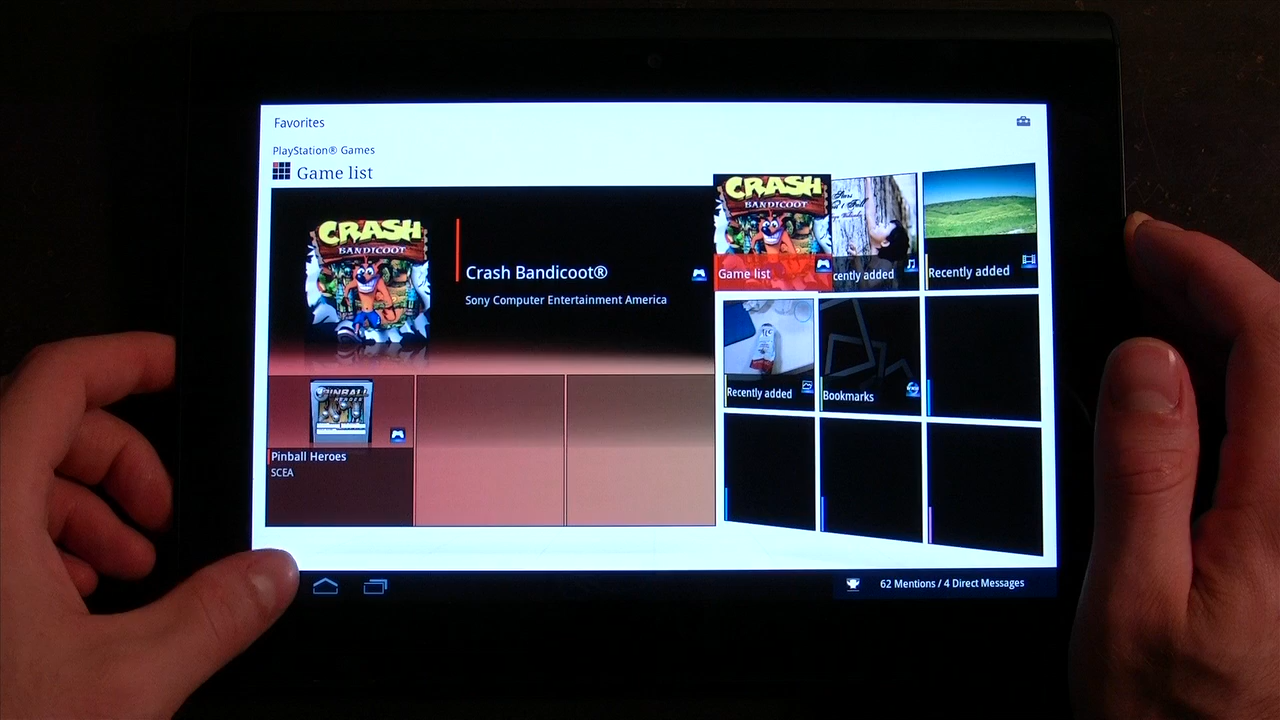 Favorites
PlayStation® Games
Game list
CRASH
BANDICOOT
Crash Bandicoot®
Sony Computer Entertainment America
PINBALL
Pinball Heroes
SCEA
CRASH
BANDICOOT
Game list
cently added
Recently added
Recently added
Bookmarks
62 Mentions / 4 Direct Messages